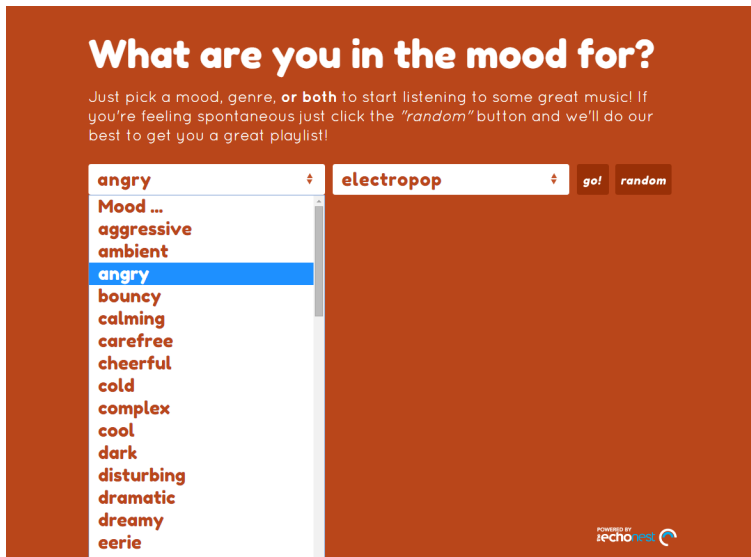 What are you in the mood for?
Just pick a mood, genre, or both to start listening to some great music! If
you're feeling spontaneous just click the "random" button and we'll do our
best to get you a great playlist!
angry electropop go! random
Mood ...
aggressive
ambient
angry
bouncy
calming
carefree
cheerful
cold
complex
cool
dark
disturbing
dramatic
dreamy
eerie
POWERED BY
the echonest